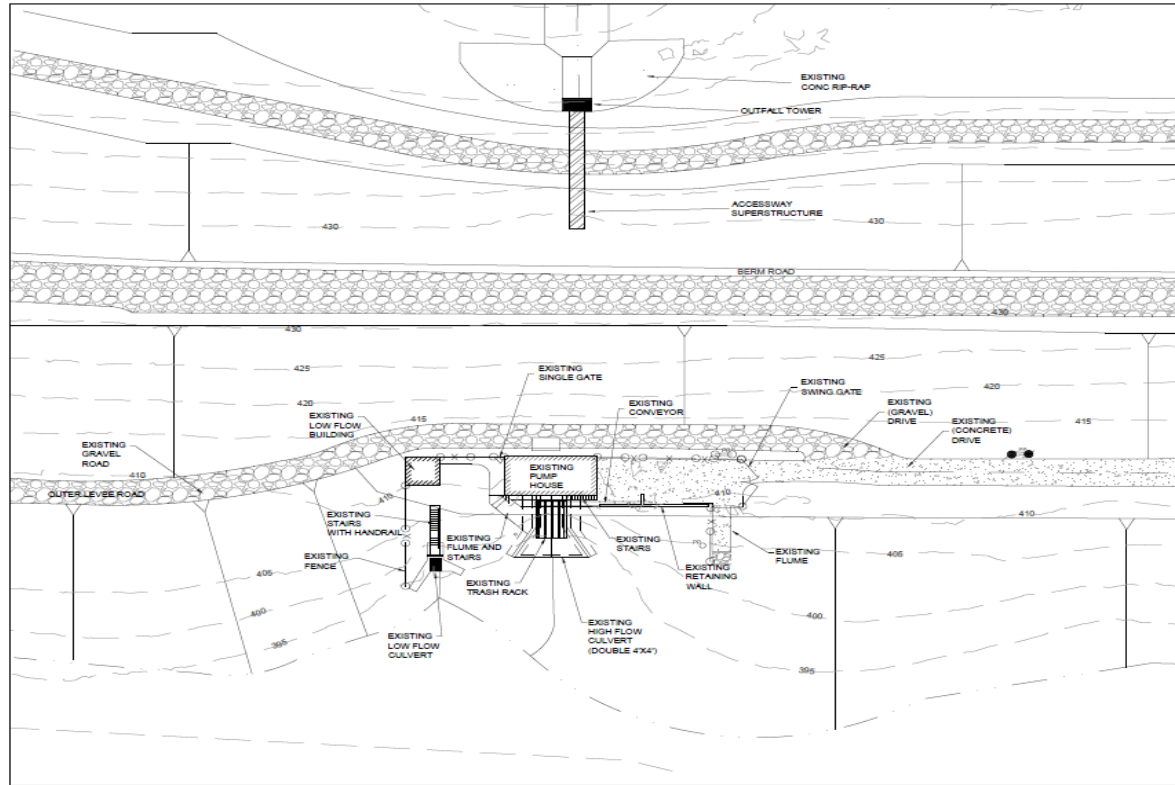 EXISTING
CONC RIP-RAP
OUTFALL TOWER
ACCESSWAY
SUPERSTRUCTURE
430
430
BERM ROAD
430
430
425
425
420
420
415
415
EXISTING
SINGLE GATE
EXISTING
CONVEYOR
EXISTING
SWING GATE
EXISTING
(GRAVEL)
DRIVE
EXISTING
(CONCRETE)
DRIVE
EXISTING
LOW FLOW
BUILDING
EXISTING
GRAVEL
ROAD
410
OUTER LEVEE ROAD
410
EXISTING
PUMP
HOUSE
410
410
EXISTING
STAIRS
WITH HANDRAIL
EXISTING
FLUME AND
STAIRS
EXISTING
STAIRS
EXISTING
FENCE
EXISTING
TRASH RACK
EXISTING
RETAINING
WALL
EXISTING
FLUME
405
405
400
400
395
395
EXISTING
LOW FLOW
CULVERT
EXISTING
HIGH FLOW
CULVERT
(DOUBLE 4'X4')